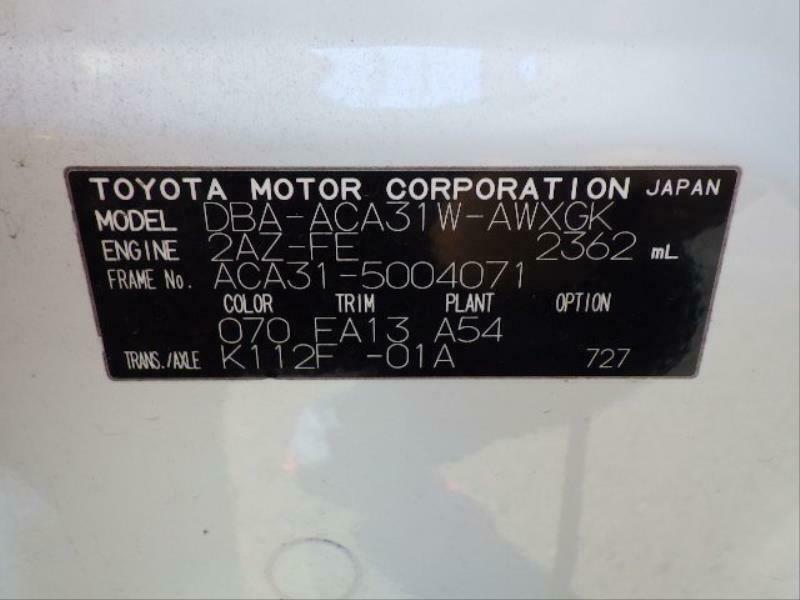 TOYOTA MOTOR CORPORATION JAPAN
MODEL DBA-ACA31W-AWXGK
ENGINE 2AZ-FE 2362 mL
FRAME No. ACA31-5004071
COLOR TRIM PLANT OPTION
070 FA13 A54
TRANS./AXLE K112F -01A 727